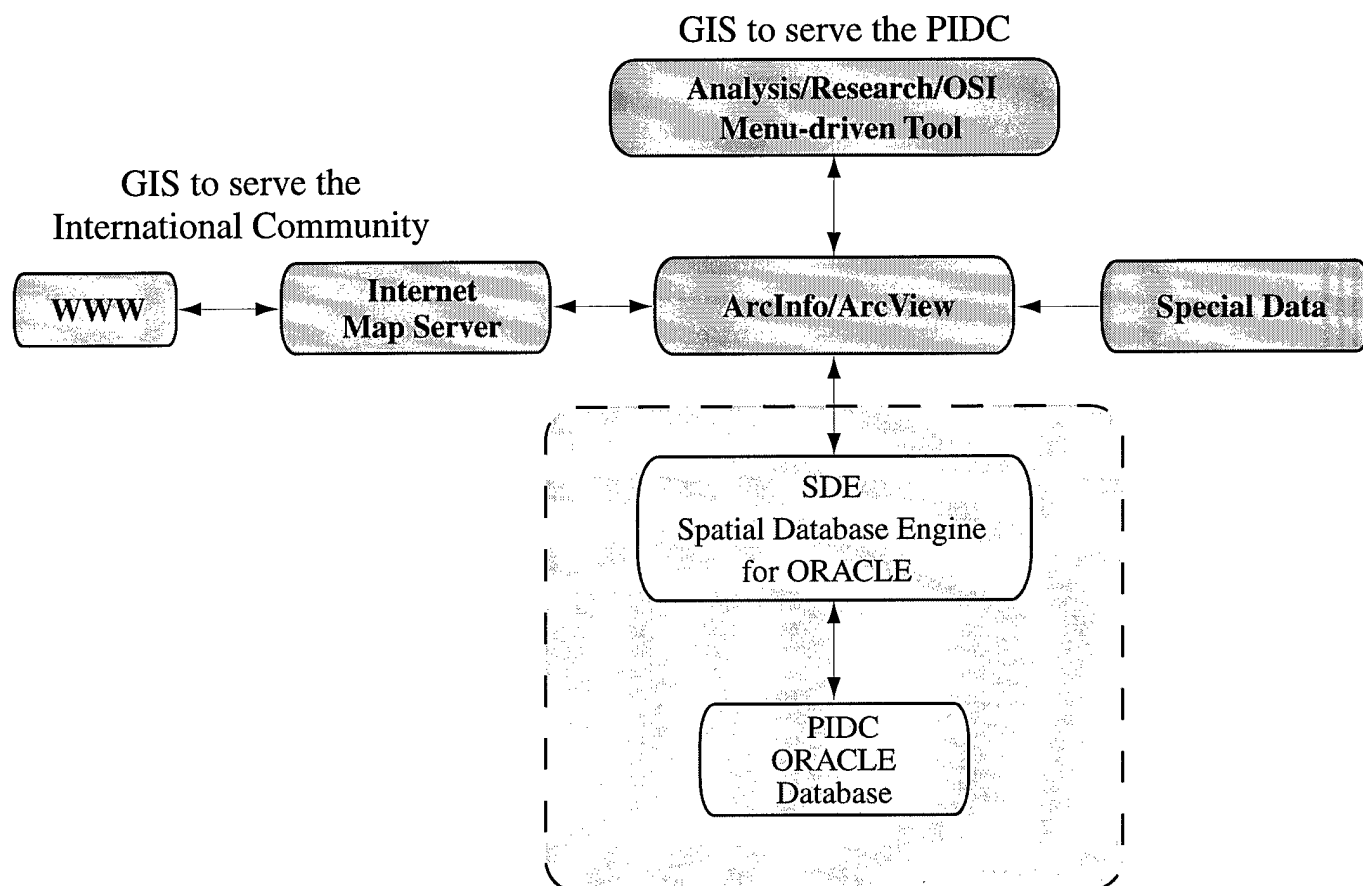 GIS to serve the PIDC
Analysis/Research/OSI
Menu-driven Tool
GIS to serve the
International Community
WWW
Internet
Map Server
ArcInfo/ArcView
Special Data
SDE
Spatial Database Engine
for ORACLE
PIDC
ORACLE
Database